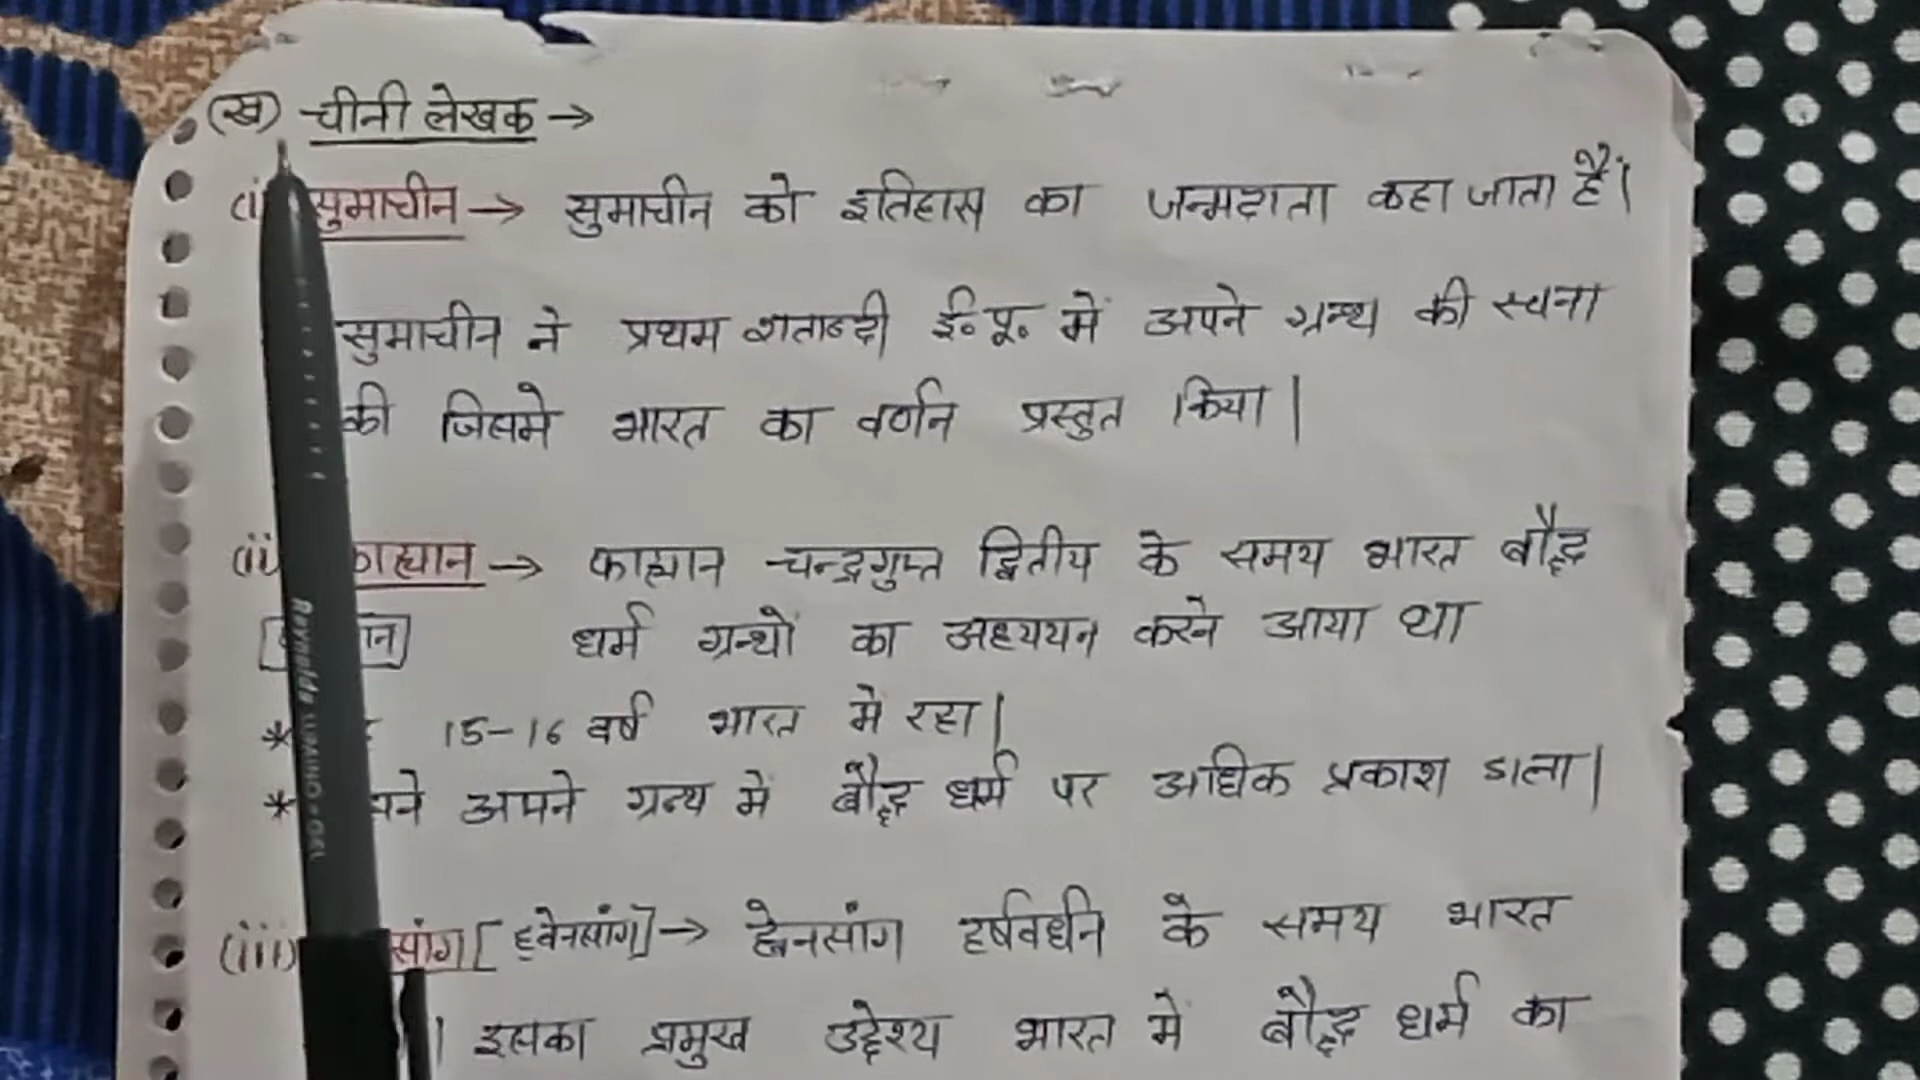 (ख) चीनी लेखक →
(i) सुमाचीन → सुमाचीन को इतिहास का जन्मदाता कहा जाता है।
सुमाचीन ने प्रथम शताब्दी ई॰ पू॰ में अपने ग्रन्थ की रचना
की जिसमे भारत का वर्णन प्रस्तुत किया।
(ii) फाह्यान → फाह्यान चन्द्रगुप्त द्वितीय के समय भारत बौद्ध
धर्म ग्रन्थों का अध्ययन करने आया था
* 15-16 वर्ष भारत मे रहा।
* अपने ग्रन्थ में बौद्ध धर्म पर अधिक प्रकाश डाला।
(iii) सांग [ह्वेनसांग] → ह्वेनसांग हर्षवर्धन के समय भारत
। इसका प्रमुख उद्देश्य भारत में बौद्ध धर्म का
Reynolds